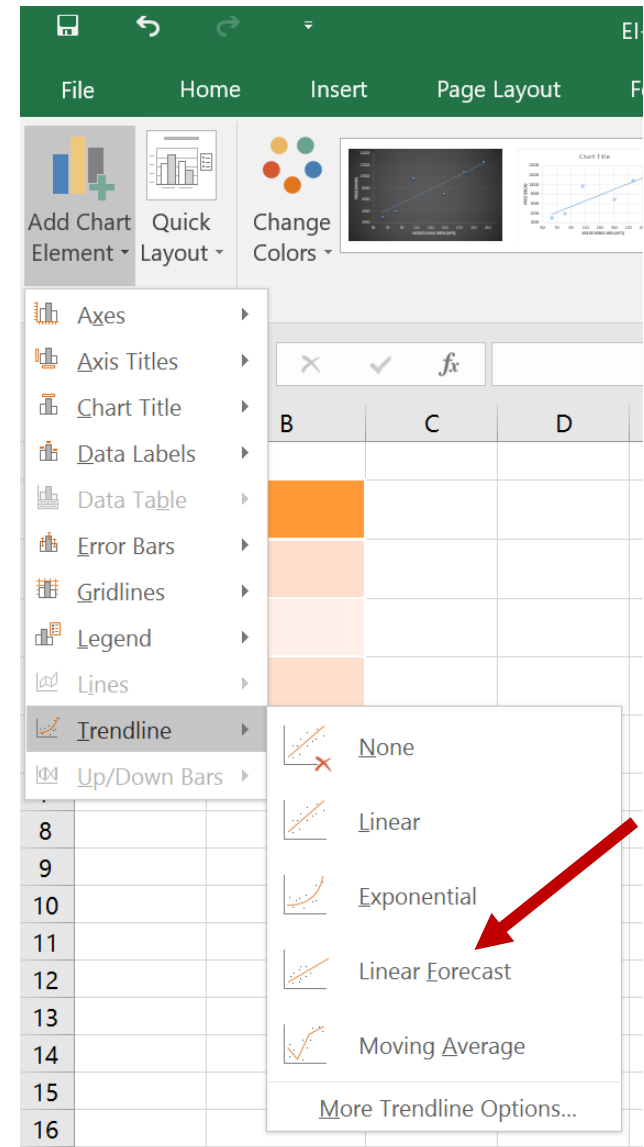 El-
File Home Insert Page Layout F
Add Chart Element Quick Layout Change Colors
Chart Title
Axes
Axis Titles
fx
Chart Title
B C D
Data Labels
Data Table
Error Bars
Gridlines
Legend
Lines
Trendline
None
Up/Down Bars
8
Linear
9
10
Exponential
11
12
Linear Forecast
13
14
Moving Average
15
More Trendline Options...
16